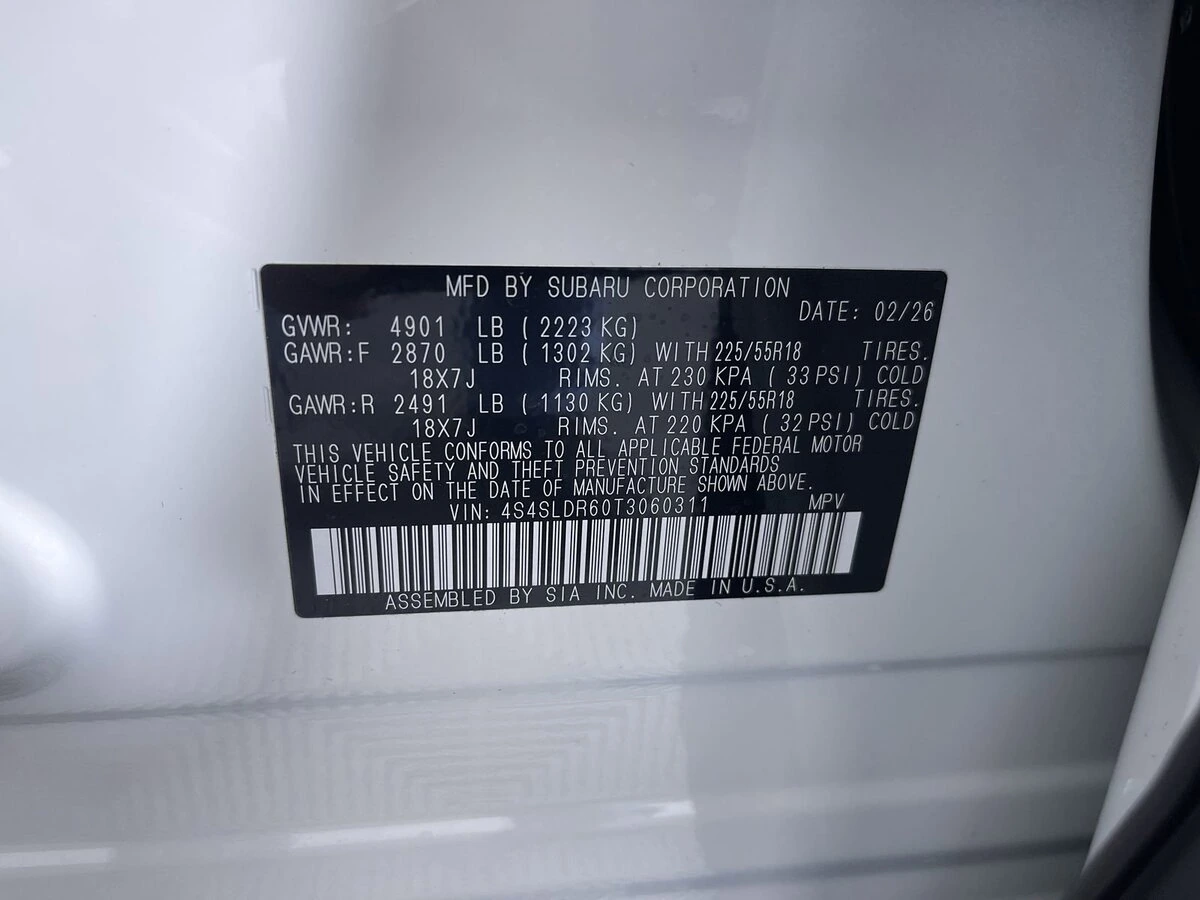 MFD BY SUBARU CORPORATION
DATE: 02/26
GVWR: 4901 LB ( 2223 KG)
GAWR:F 2870 LB ( 1302 KG) WITH 225/55R18 TIRES.
18X7J RIMS. AT 230 KPA ( 33 PSI) COLD
GAWR:R 2491 LB ( 1130 KG) WITH 225/55R18 TIRES.
18X7J RIMS. AT 220 KPA ( 32 PSI) COLD
THIS VEHICLE CONFORMS TO ALL APPLICABLE FEDERAL MOTOR
VEHICLE SAFETY AND THEFT PREVENTION STANDARDS
IN EFFECT ON THE DATE OF MANUFACTURE SHOWN ABOVE.
VIN: 4S4SLDR60T3060311 MPV
ASSEMBLED BY SIA INC. MADE IN U.S.A.